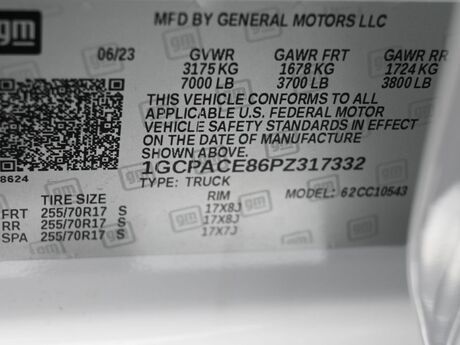 gm
MFD BY GENERAL MOTORS LLC
06/23 GVWR GAWR FRT GAWR RR
3175 KG 1678 KG 1724 KG
7000 LB 3700 LB 3800 LB
THIS VEHICLE CONFORMS TO ALL
APPLICABLE U.S. FEDERAL MOTOR
VEHICLE SAFETY STANDARDS IN EFFECT
ON THE DATE OF MANUFACTURE
SHOWN ABOVE.
8624
1GCPACE86PZ317332
TYPE: TRUCK MODEL: 62CC10543
TIRE SIZE RIM
FRT 255/70R17 S 17X8J
RR 255/70R17 S 17X8J
SPA 255/70R17 S 17X7J